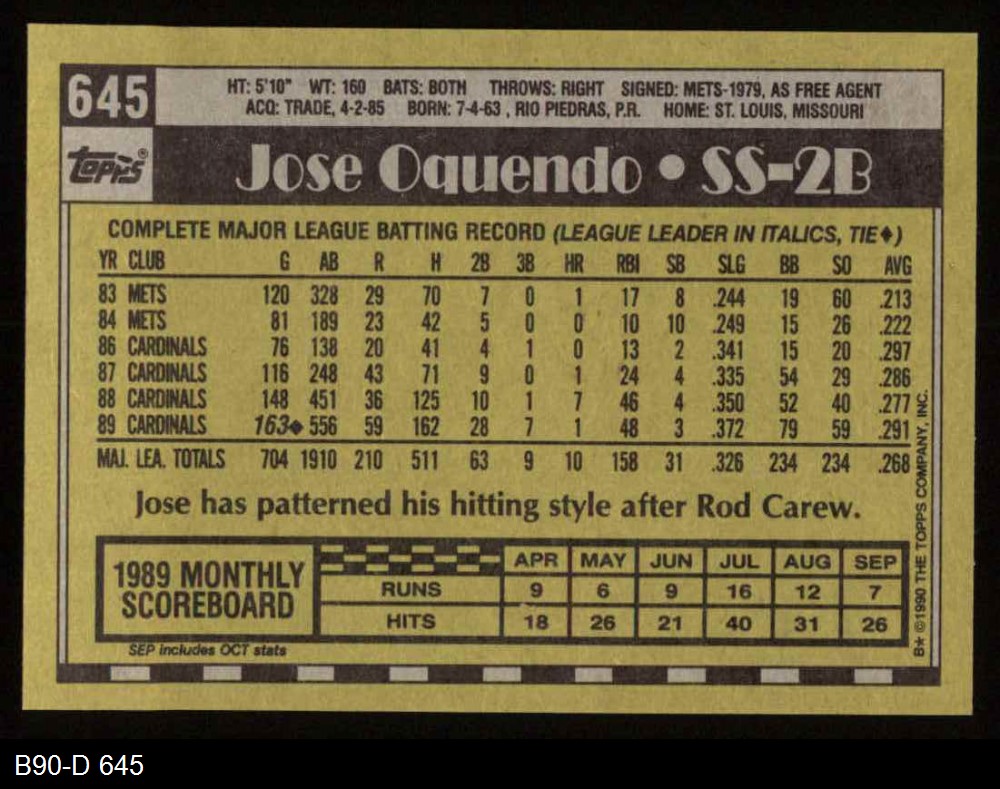 645
HT: 5'10" WT: 160 BATS: BOTH THROWS: RIGHT SIGNED: METS-1979, AS FREE AGENT
ACQ: TRADE, 4-2-85 BORN: 7-4-63 , RIO PIEDRAS, P.R. HOME: ST. LOUIS, MISSOURI
TOPPS®
Jose Oquendo • SS-2B
COMPLETE MAJOR LEAGUE BATTING RECORD (LEAGUE LEADER IN ITALICS, TIE♦)
YR CLUB G AB R H 2B 3B HR RBI SB SLG BB SO AVG
83 METS 120 328 29 70 7 0 1 17 8 .244 19 60 .213
84 METS 81 189 23 42 5 0 0 10 10 .249 15 26 .222
86 CARDINALS 76 138 20 41 4 1 0 13 2 .341 15 20 .297
87 CARDINALS 116 248 43 71 9 0 1 24 4 .335 54 29 .286
88 CARDINALS 148 451 36 125 10 1 7 46 4 .350 52 40 .277
89 CARDINALS 163♦ 556 59 162 28 7 1 48 3 .372 79 59 .291
MAJ. LEA. TOTALS 704 1910 210 511 63 9 10 158 31 .326 234 234 .268
Jose has patterned his hitting style after Rod Carew.
1989 MONTHLY
SCOREBOARD
APR MAY JUN JUL AUG SEP
RUNS 9 6 9 16 12 7
HITS 18 26 21 40 31 26
SEP includes OCT stats
B★ ©1990 THE TOPPS COMPANY, INC.
B90-D 645